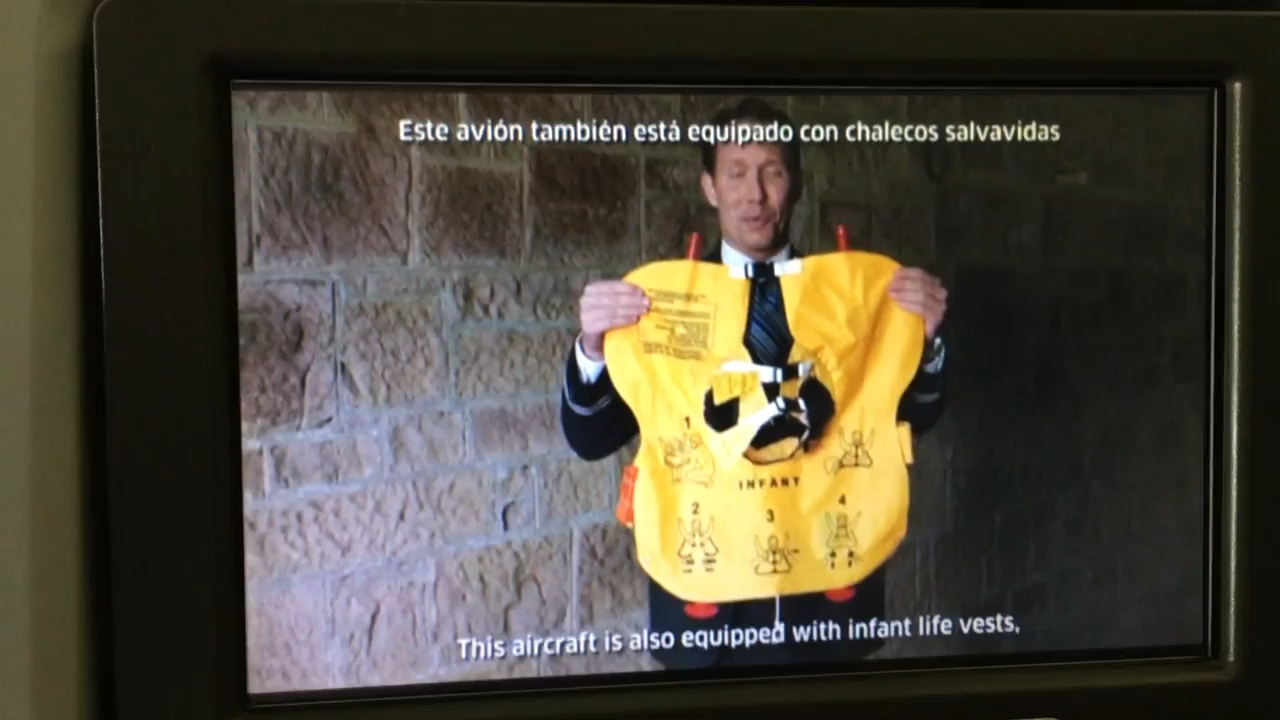 Este avión también está equipado con chalecos salvavidas
1
INFANT
2
3
4
This aircraft is also equipped with infant life vests,